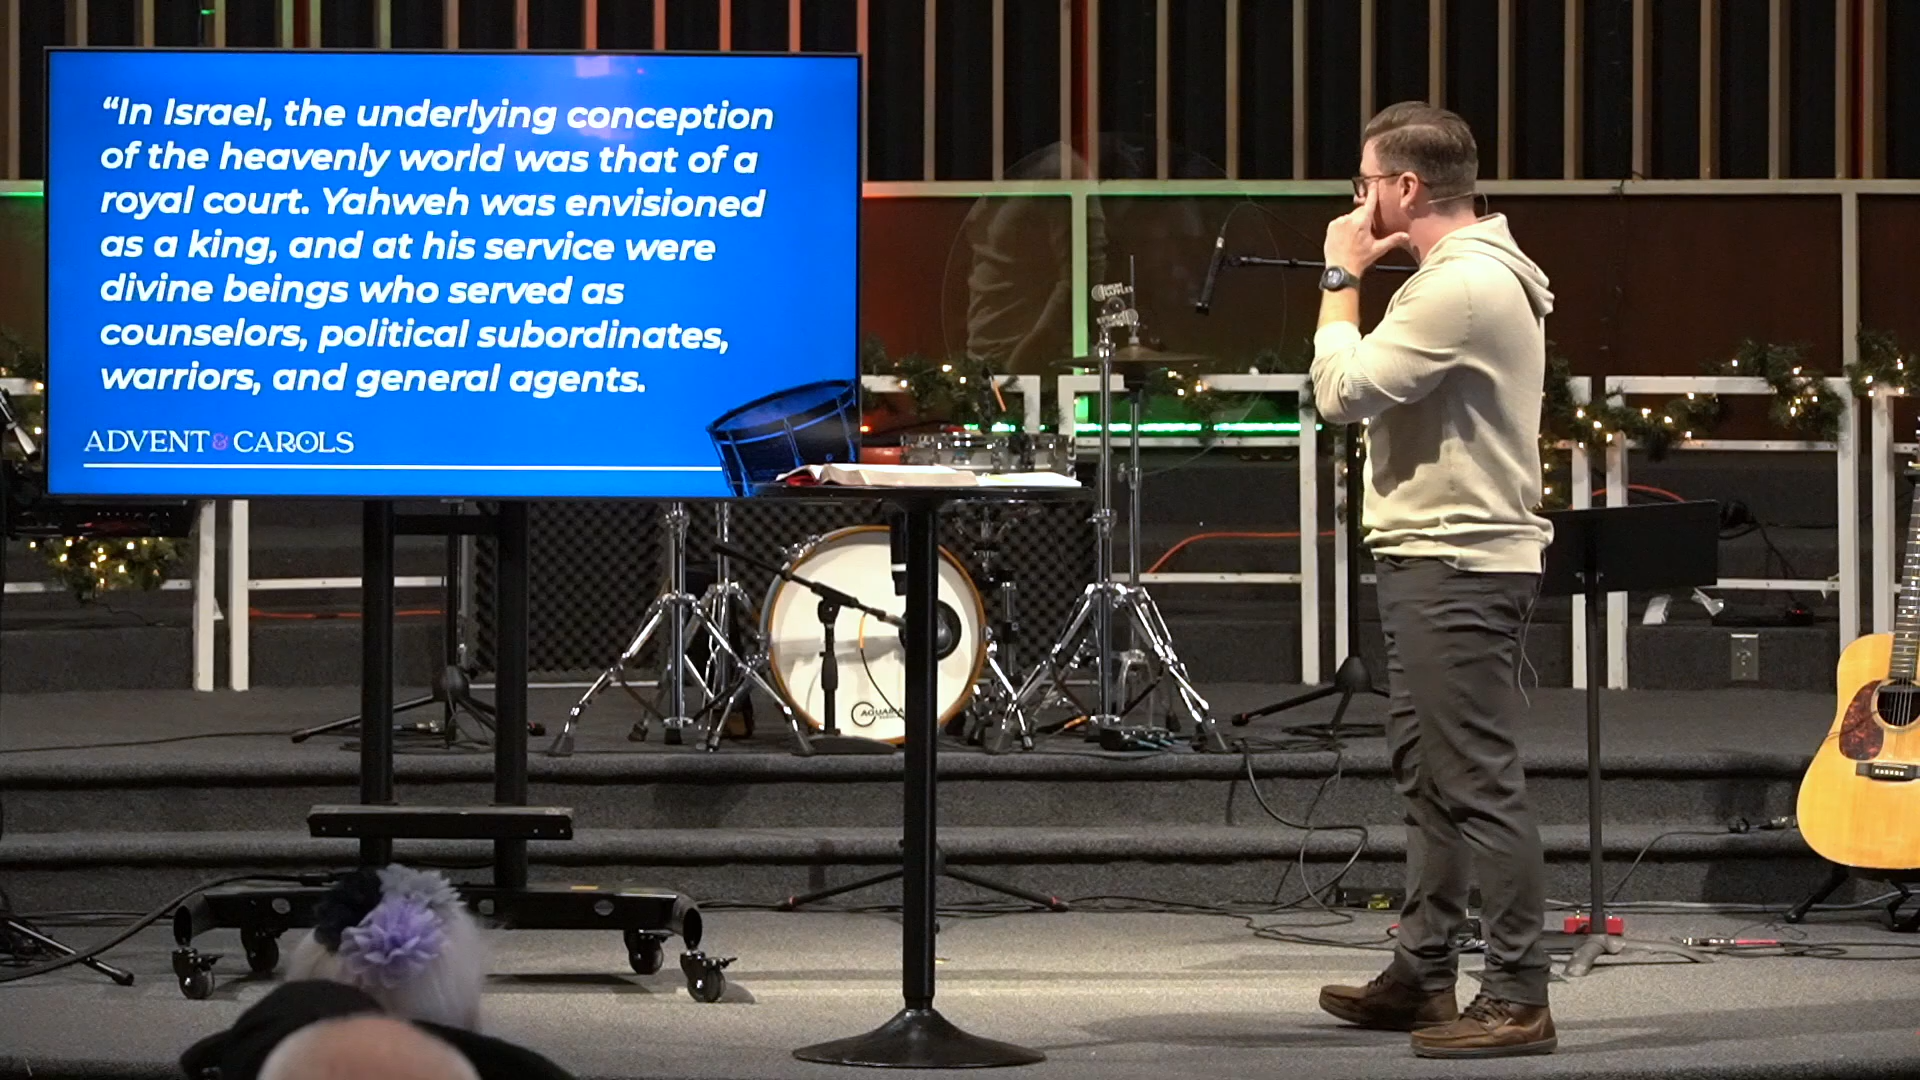 “In Israel, the underlying conception
of the heavenly world was that of a
royal court. Yahweh was envisioned
as a king, and at his service were
divine beings who served as
counselors, political subordinates,
warriors, and general agents.
ADVENT & CAROLS